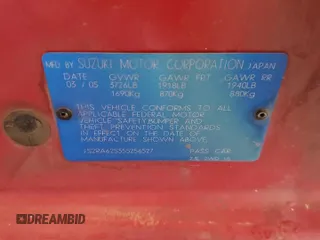 MFD BY SUZUKI MOTOR CORPORATION JAPAN
DATE GVWR GAWR FRT GAWR RR
03 / 05 3726LB 1918LB 1940LB
1690Kg 870Kg 880Kg
THIS VEHICLE CONFORMS TO ALL
APPLICABLE FEDERAL MOTOR
VEHICLE SAFETY, BUMPER AND
THEFT PREVENTION STANDARDS
IN EFFECT ON THE DATE OF
MANUFACTURE SHOWN ABOVE
PASS CAR
DREAMBID